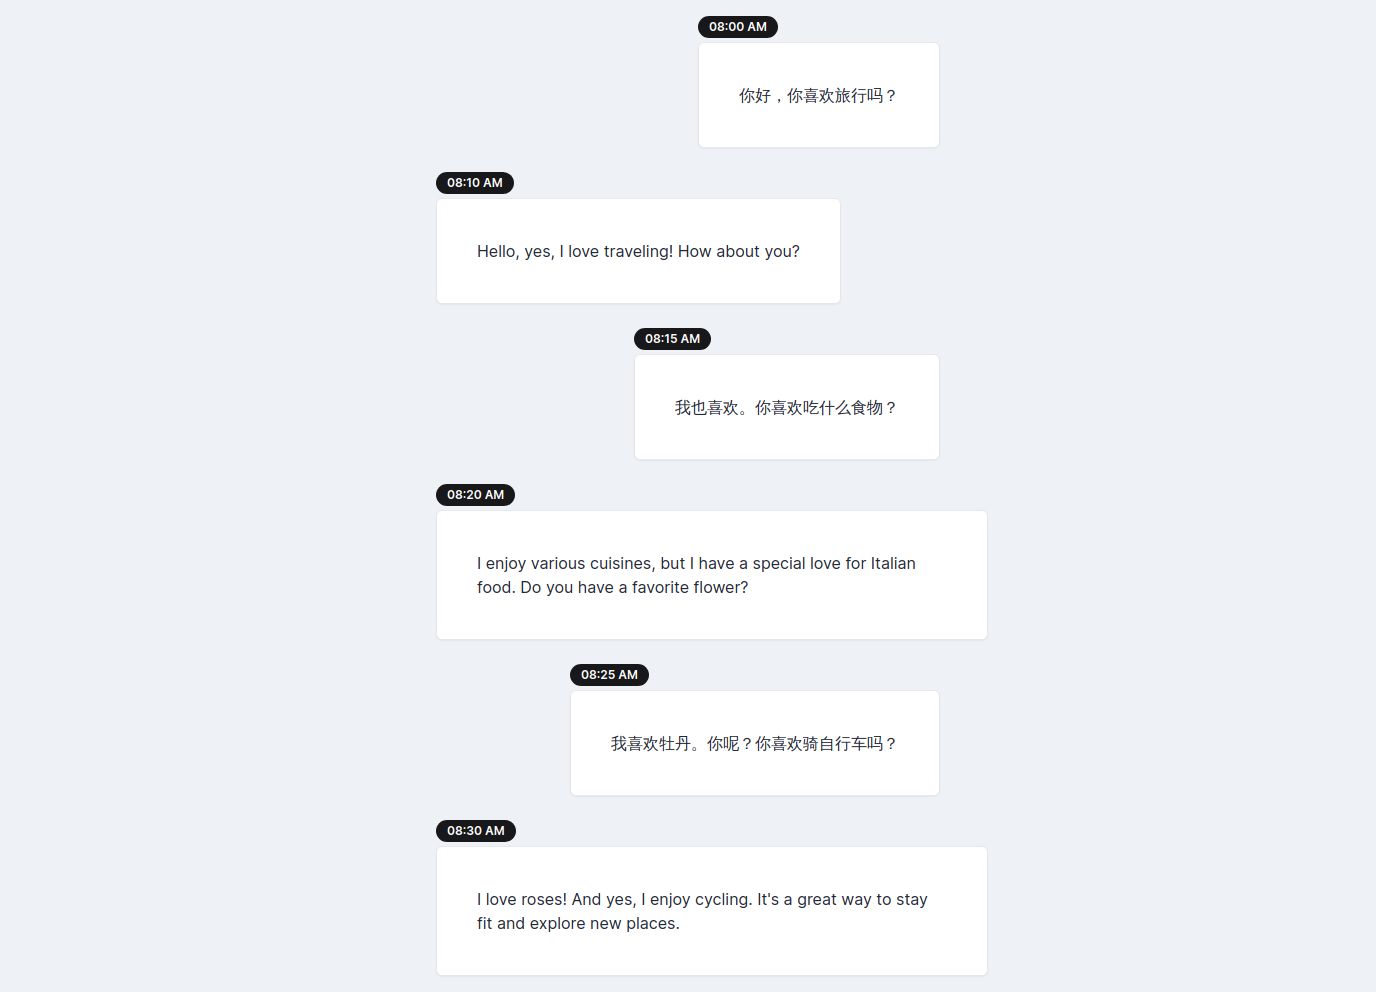 08:00 AM
你好，你喜欢旅行吗？
08:10 AM
Hello, yes, I love traveling! How about you?
08:15 AM
我也喜欢。你喜欢吃什么食物？
08:20 AM
I enjoy various cuisines, but I have a special love for Italian
food. Do you have a favorite flower?
08:25 AM
我喜欢牡丹。你呢？你喜欢骑自行车吗？
08:30 AM
I love roses! And yes, I enjoy cycling. It's a great way to stay
fit and explore new places.